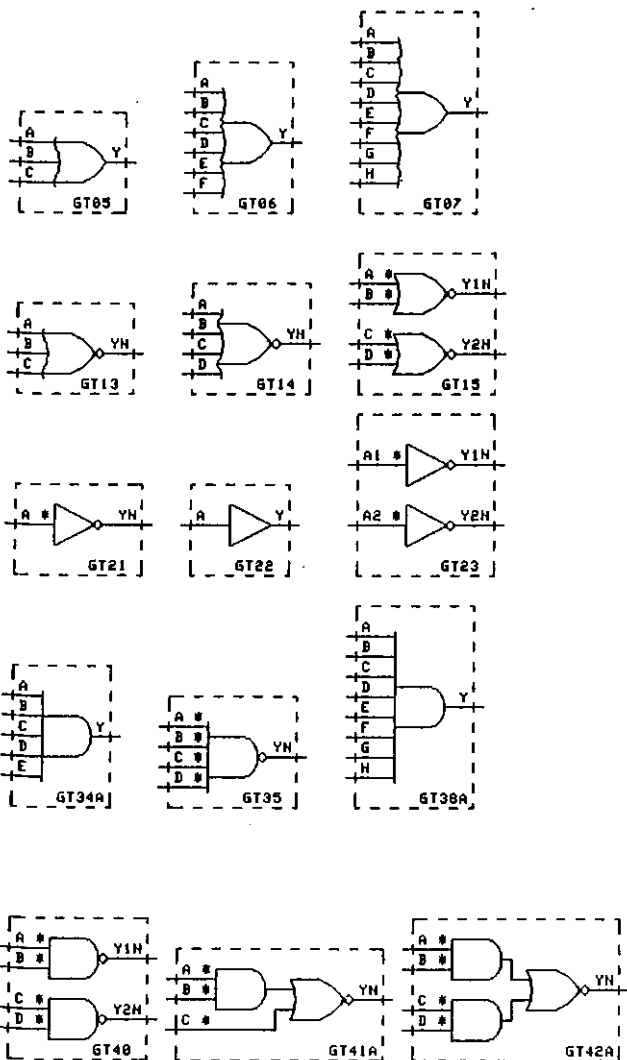 A
B
C
Y
GT05
A
B
C
D
E
F
Y
GT06
A
B
C
D
E
F
G
H
Y
GT07
A
B
C
YN
GT13
A
B
C
D
YN
GT14
A *
B *
Y1N
C *
D *
Y2N
GT15
A *
YN
GT21
A
Y
GT22
A1 *
Y1N
A2 *
Y2N
GT23
A
B
C
D
E
Y
GT34A
A *
B *
C *
D *
YN
GT35
A
B
C
D
E
F
G
H
Y
GT38A
A *
B *
Y1N
C *
D *
Y2N
GT40
A *
B *
C *
YN
GT41A
A *
B *
C *
D *
YN
GT42A